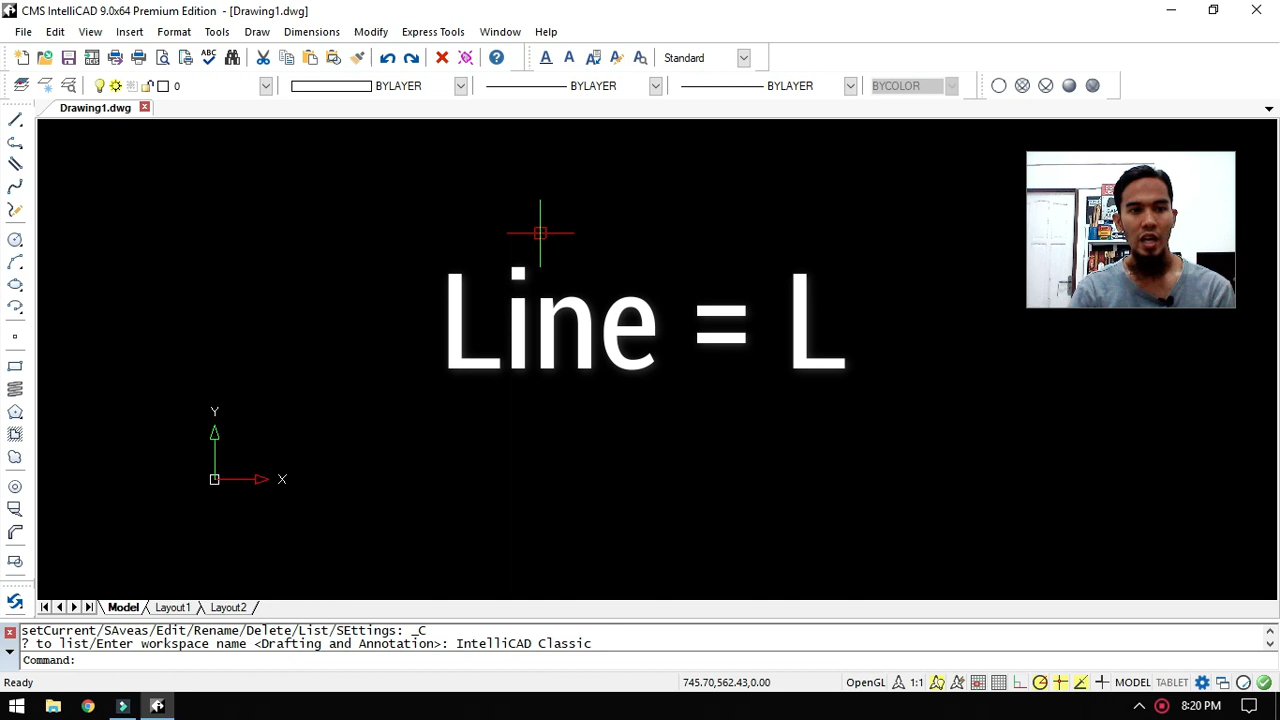 CMS IntelliCAD 9.0x64 Premium Edition - [Drawing1.dwg]
File Edit View Insert Format Tools Draw Dimensions Modify Express Tools Window Help
ABC A A Standard
0 BYLAYER BYLAYER BYLAYER BYCOLOR
Drawing1.dwg
Line = L
Y
X
Model Layout1 Layout2
setCurrent/SAveas/Edit/Rename/Delete/List/SEttings: _C
? to list/Enter workspace name <Drafting and Annotation>: IntelliCAD Classic
Command:
Ready 745.70,562.43,0.00 OpenGL 1:1 MODEL TABLET
8:20 PM